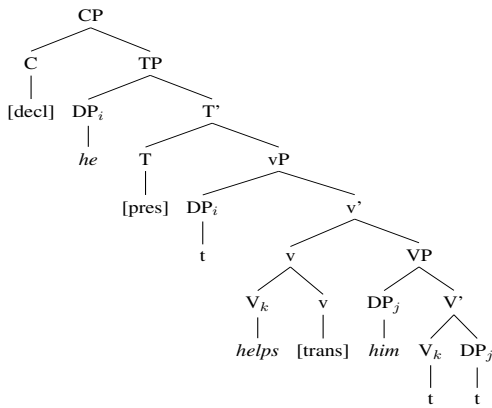 CP
C TP
[decl] DPi T’
he T vP
[pres] DPi v’
t v VP
Vk v DPj V’
helps [trans] him Vk DPj
t t